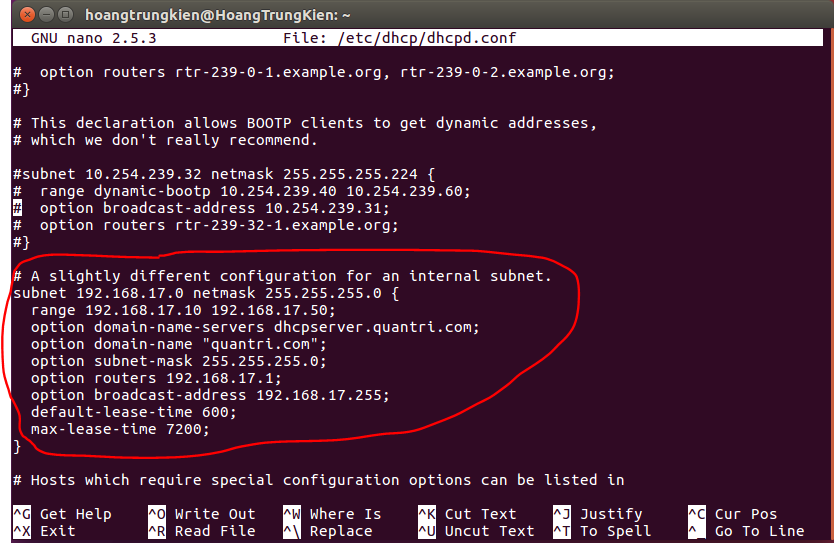 hoangtrungkien@HoangTrungKien: ~
GNU nano 2.5.3 File: /etc/dhcp/dhcpd.conf
#  option routers rtr-239-0-1.example.org, rtr-239-0-2.example.org;
#}
# This declaration allows BOOTP clients to get dynamic addresses,
# which we don't really recommend.
#subnet 10.254.239.32 netmask 255.255.255.224 {
#  range dynamic-bootp 10.254.239.40 10.254.239.60;
#  option broadcast-address 10.254.239.31;
#  option routers rtr-239-32-1.example.org;
#}
# A slightly different configuration for an internal subnet.
subnet 192.168.17.0 netmask 255.255.255.0 {
  range 192.168.17.10 192.168.17.50;
  option domain-name-servers dhcpserver.quantri.com;
  option domain-name "quantri.com";
  option subnet-mask 255.255.255.0;
  option routers 192.168.17.1;
  option broadcast-address 192.168.17.255;
  default-lease-time 600;
  max-lease-time 7200;
}
# Hosts which require special configuration options can be listed in
^G Get Help ^O Write Out ^W Where Is ^K Cut Text ^J Justify ^C Cur Pos
^X Exit ^R Read File ^\ Replace ^U Uncut Text ^T To Spell ^_ Go To Line